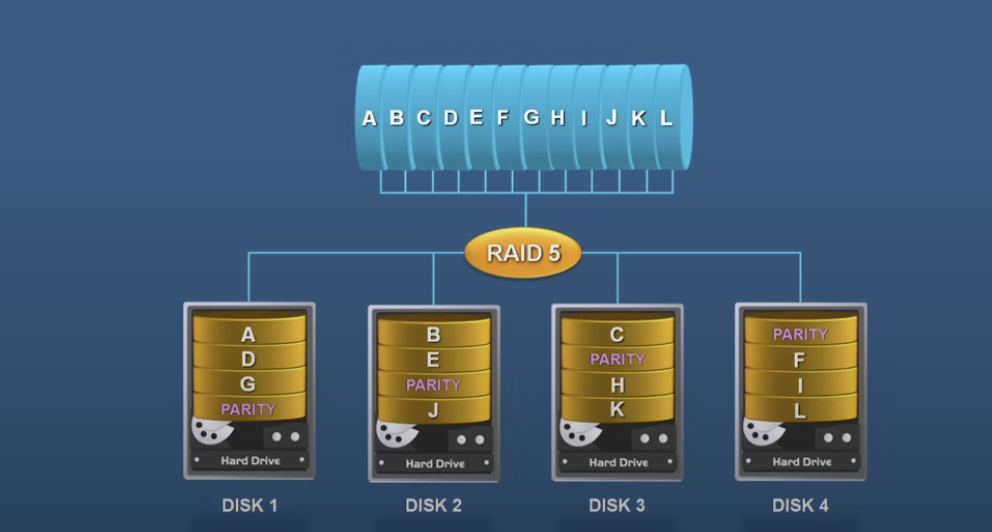 A B C D E F G H I J K L
RAID 5
A B C PARITY
D E PARITY F
G PARITY H I
PARITY J K L
Hard Drive Hard Drive Hard Drive Hard Drive
DISK 1 DISK 2 DISK 3 DISK 4